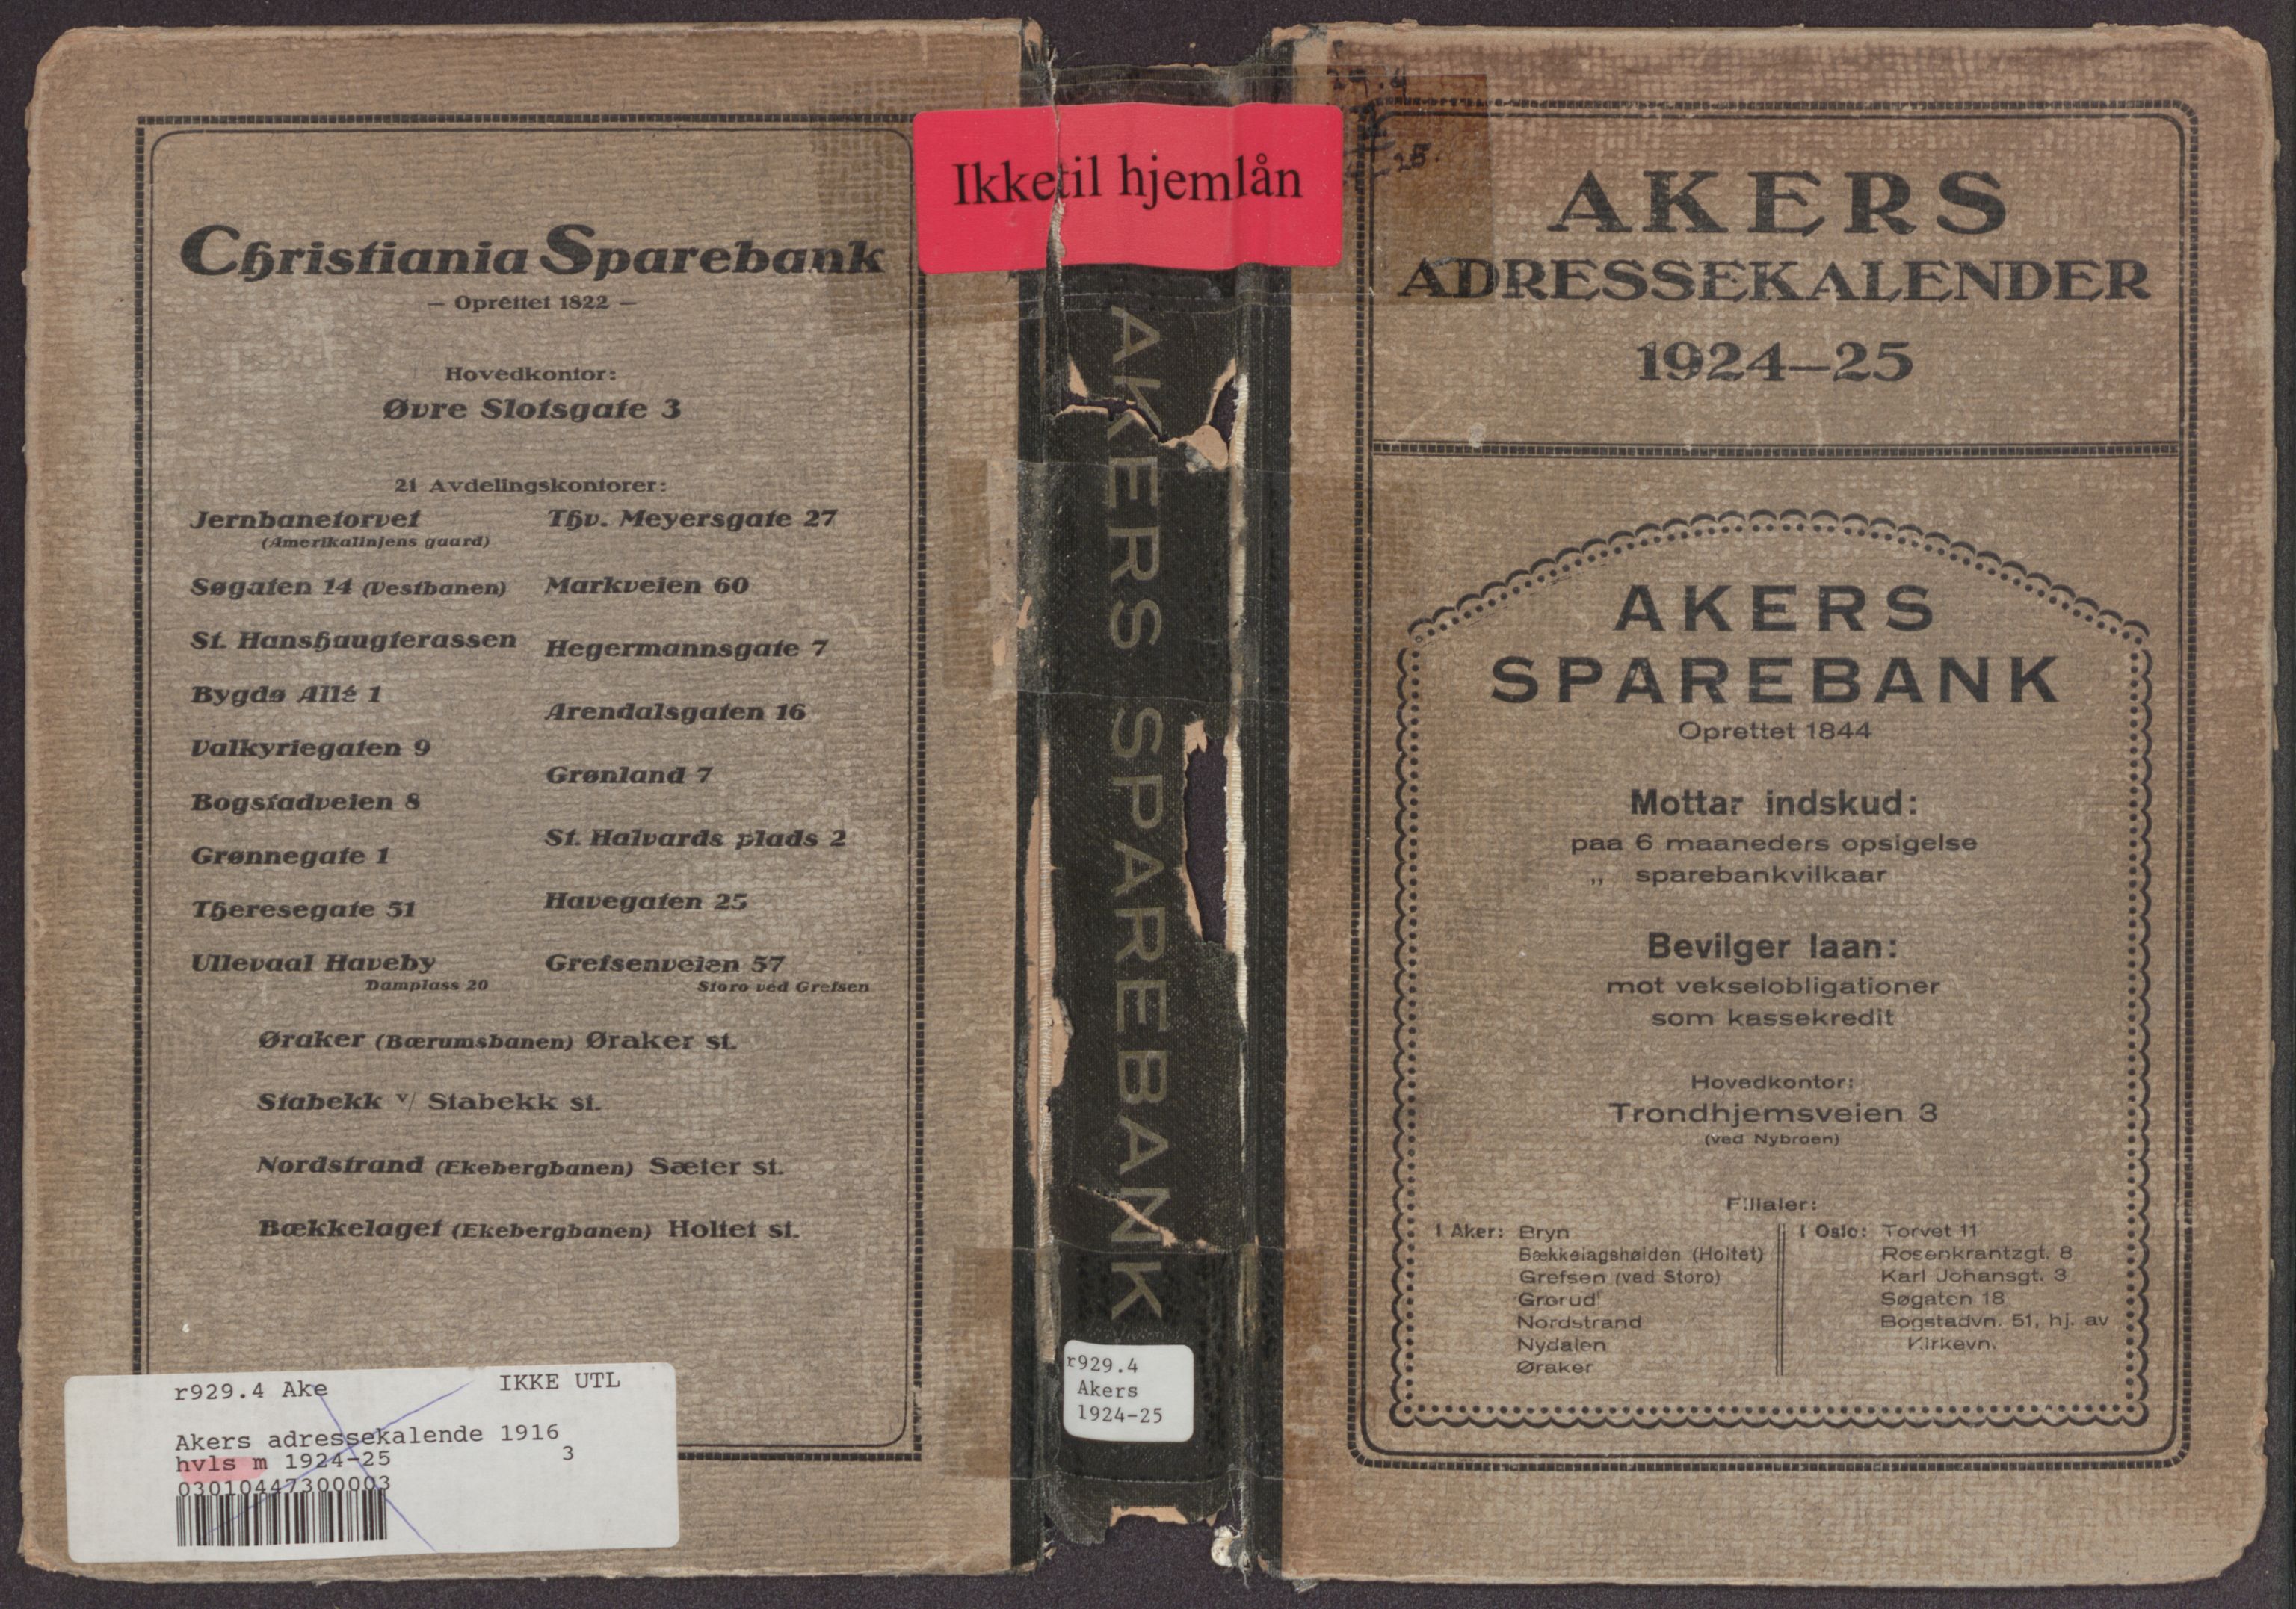 Christiania Sparebank
— Oprettet 1822 —
Hovedkontor:
Øvre Slotsgate 3
21 Avdelingskontorer:
Jernbanetorvet
(Amerikalinjens gaard)
Søgaten 14 (Vestbanen)
St. Hanshaugterassen
Bygdø Allé 1
Valkyriegaten 9
Bogstadveien 8
Grønnegate 1
Theresegate 51
Ullevaal Haveby
Damplass 20
Thv. Meyersgate 27
Markveien 60
Hegermannsgate 7
Arendalsgaten 16
Grønland 7
St. Halvards plads 2
Havegaten 25
Grefsenveien 57
Storo ved Grefsen
Øraker (Bærumsbanen) Øraker st.
Stabekk v/ Stabekk st.
Nordstrand (Ekebergbanen) Sæter st.
Bækkelaget (Ekebergbanen) Holtet st.
r929.4 Ake IKKE UTL
Akers adressekalende 1916
hvls m 1924-25 3
03010447300003
Ikke til hjemlån
AKERS SPAREBANK
r929.4
Akers
1924-25
AKERS
ADRESSEKALENDER
1924—25
AKERS
SPAREBANK
Oprettet 1844
Mottar indskud:
paa 6 maaneders opsigelse
„ sparebankvilkaar
Bevilger laan:
mot vekselobligationer
som kassekredit
Hovedkontor:
Trondhjemsveien 3
(ved Nybroen)
Filialer:
I Aker: Bryn
Bækkelagshøiden (Holtet)
Grefsen (ved Storo)
Grorud
Nordstrand
Nydalen
Øraker
I Oslo: Torvet 11
Rosenkrantzgt. 8
Karl Johansgt. 3
Søgaten 18
Bogstadvn. 51, hj. av
Kirkevn.